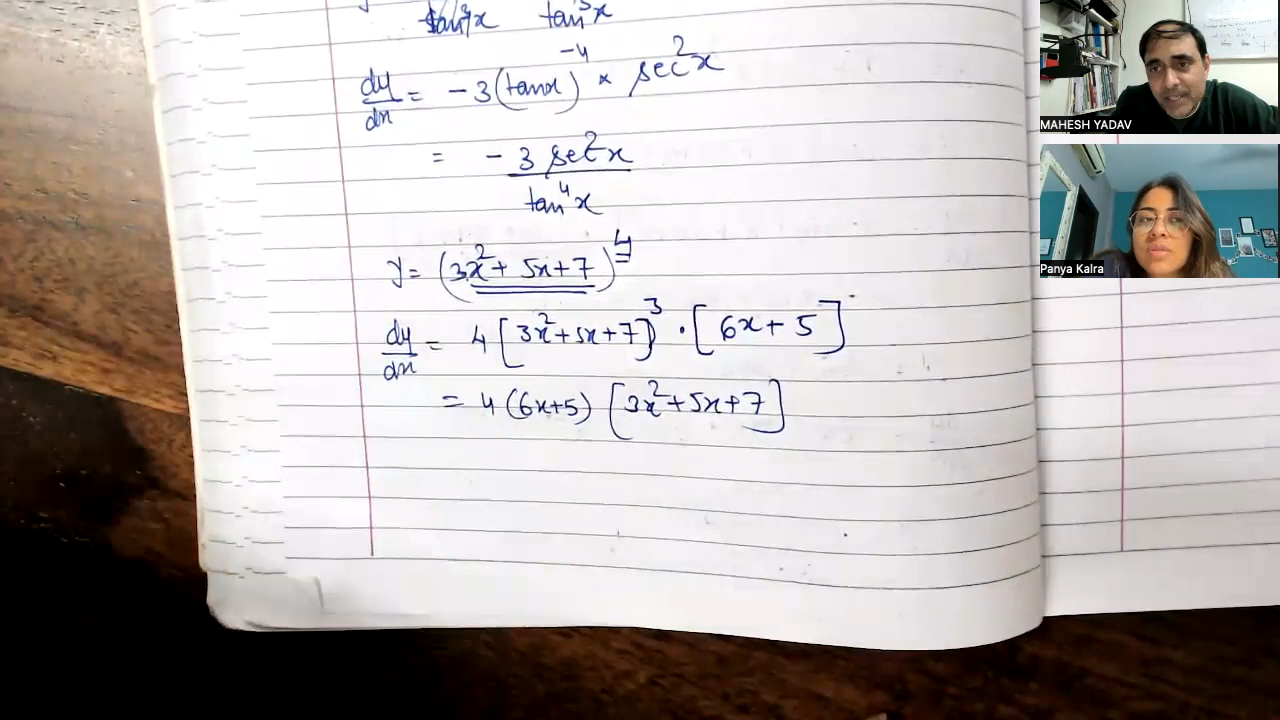 tan³x
dy/dx = -3(tanx)⁻⁴ × sec²x
= -3 sec²x / tan⁴x
y = (3x²+5x+7)⁴
dy/dx = 4[3x²+5x+7]³ · [6x+5]
= 4(6x+5) [3x²+5x+7]
MAHESH YADAV
Panya Kalra